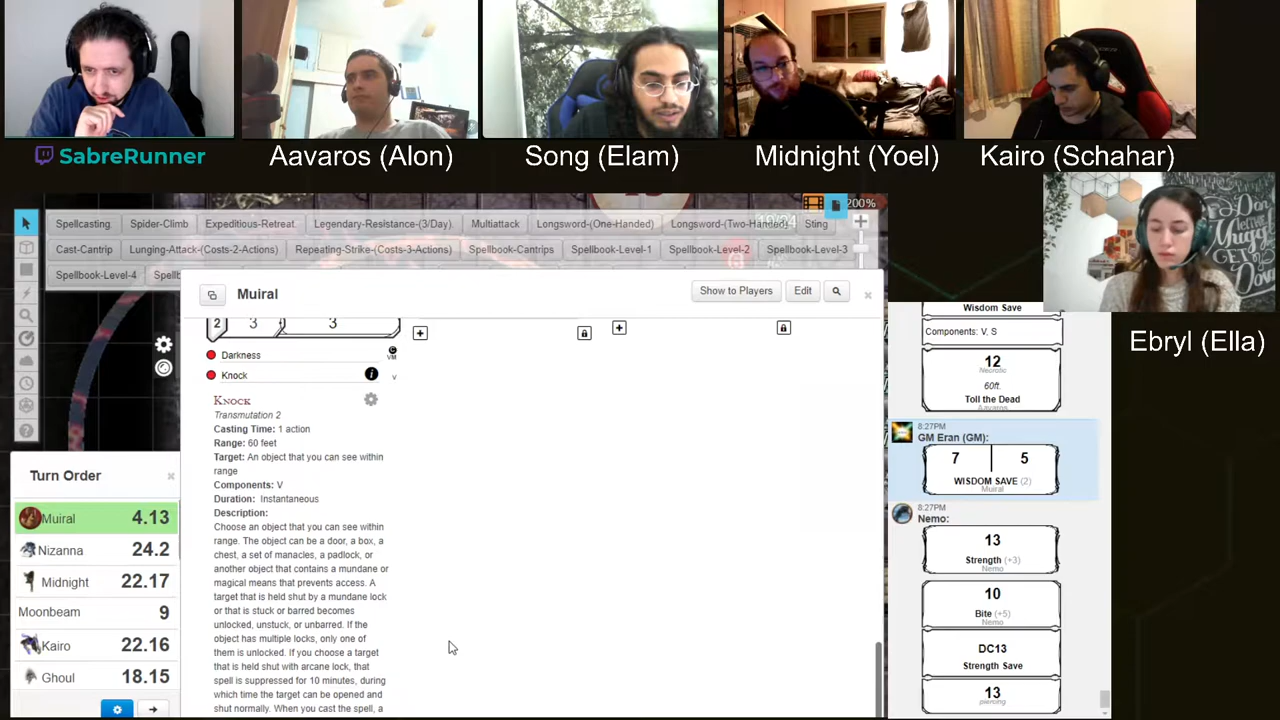 SabreRunner
Aavaros (Alon)
Song (Elam)
Midnight (Yoel)
Kairo (Schahar)
Ebryl (Ella)
200%
Spellcasting
Spider-Climb
Expeditious-Retreat
Legendary-Resistance-(3/Day)
Multiattack
Longsword-(One-Handed)
Longsword-(Two-Handed)
Sting
Cast-Cantrip
Lunging-Attack-(Costs-2-Actions)
Repeating-Strike-(Costs-3-Actions)
Spellbook-Cantrips
Spellbook-Level-1
Spellbook-Level-2
Spellbook-Level-3
Spellbook-Level-4
Muiral
Show to Players
Edit
2
3
3
Darkness
Knock
V
Knock
Transmutation 2
Casting Time: 1 action
Range: 60 feet
Target: An object that you can see within
range
Components: V
Duration: Instantaneous
Description:
Choose an object that you can see within
range. The object can be a door, a box, a
chest, a set of manacles, a padlock, or
another object that contains a mundane or
magical means that prevents access. A
target that is held shut by a mundane lock
or that is stuck or barred becomes
unlocked, unstuck, or unbarred. If the
object has multiple locks, only one of
them is unlocked. If you choose a target
that is held shut with arcane lock, that
spell is suppressed for 10 minutes, during
which time the target can be opened and
shut normally. When you cast the spell, a
Turn Order
Muiral 4.13
Nizanna 24.2
Midnight 22.17
Moonbeam 9
Kairo 22.16
Ghoul 18.15
Wisdom Save
Components: V, S
12
Necrotic
60ft.
Toll the Dead
Aavaros
8:27PM
GM Eran (GM):
7 5
WISDOM SAVE (2)
Muiral
8:27PM
Nemo:
13
Strength (+3)
Nemo
10
Bite (+5)
Nemo
DC13
Strength Save
13
piercing